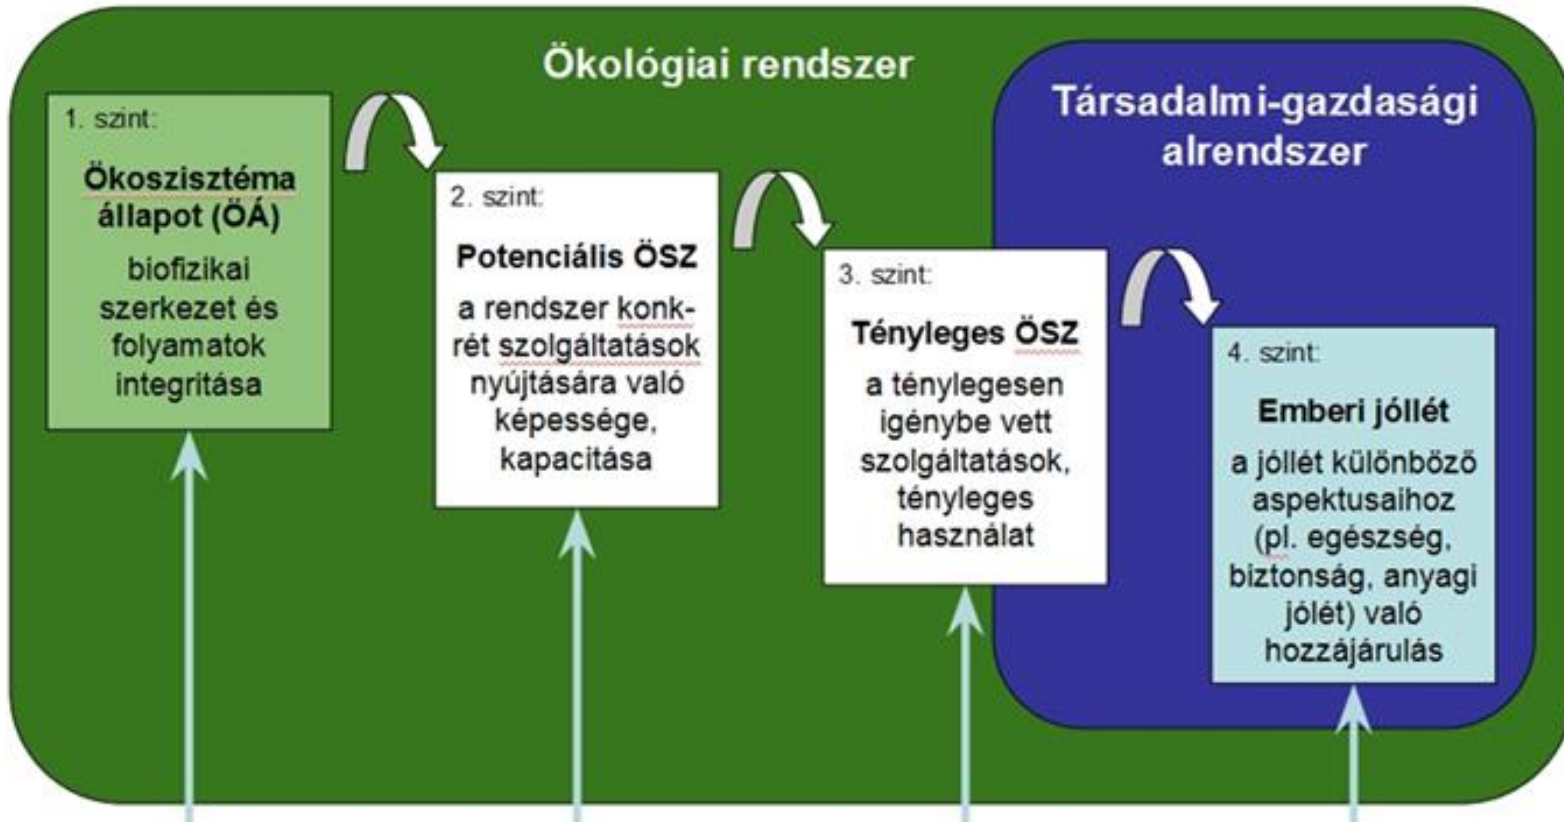 Ökológiai rendszer
Társadalmi-gazdasági
alrendszer
1. szint:
Ökoszisztéma
állapot (ÖÁ)
biofizikai
szerkezet és
folyamatok
integritása
2. szint:
Potenciális ÖSZ
a rendszer konk-
rét szolgáltatások
nyújtására való
képessége,
kapacitása
3. szint:
Tényleges ÖSZ
a ténylegesen
igénybe vett
szolgáltatások,
tényleges
használat
4. szint:
Emberi jóllét
a jóllét különböző
aspektusaihoz
(pl. egészség,
biztonság, anyagi
jólét) való
hozzájárulás